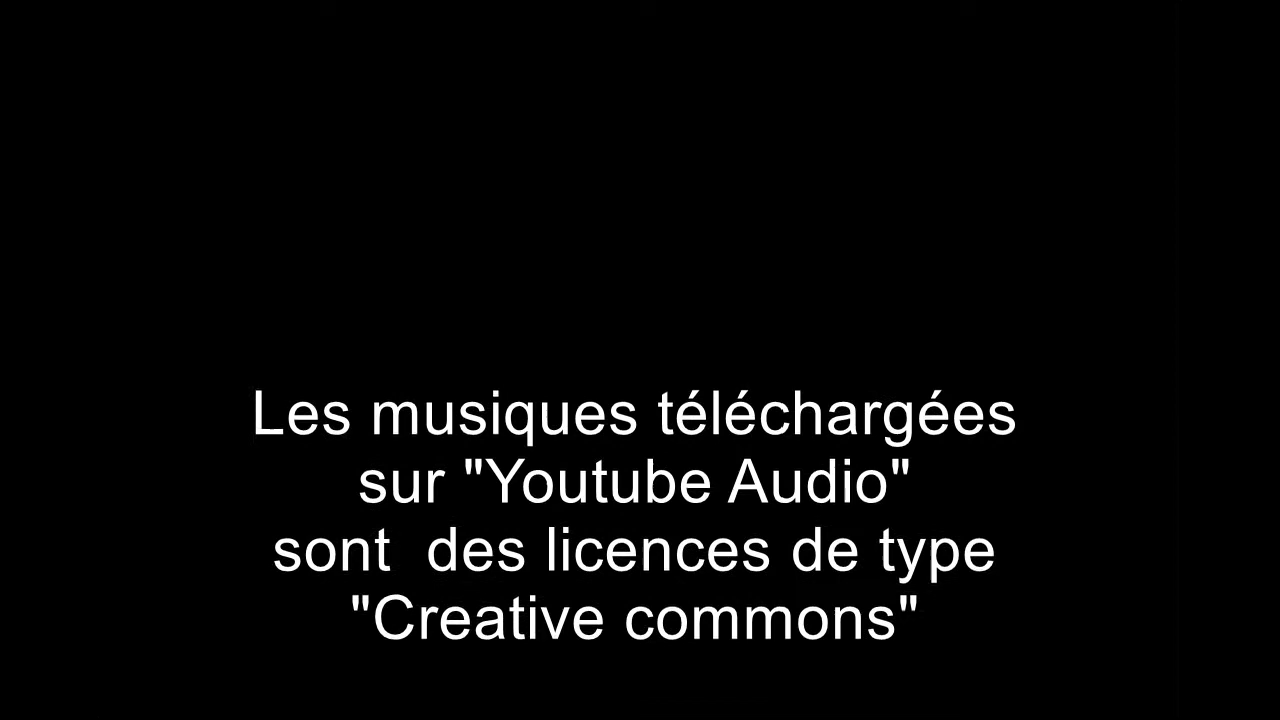 Les musiques téléchargées
sur "Youtube Audio"
sont  des licences de type
"Creative commons"